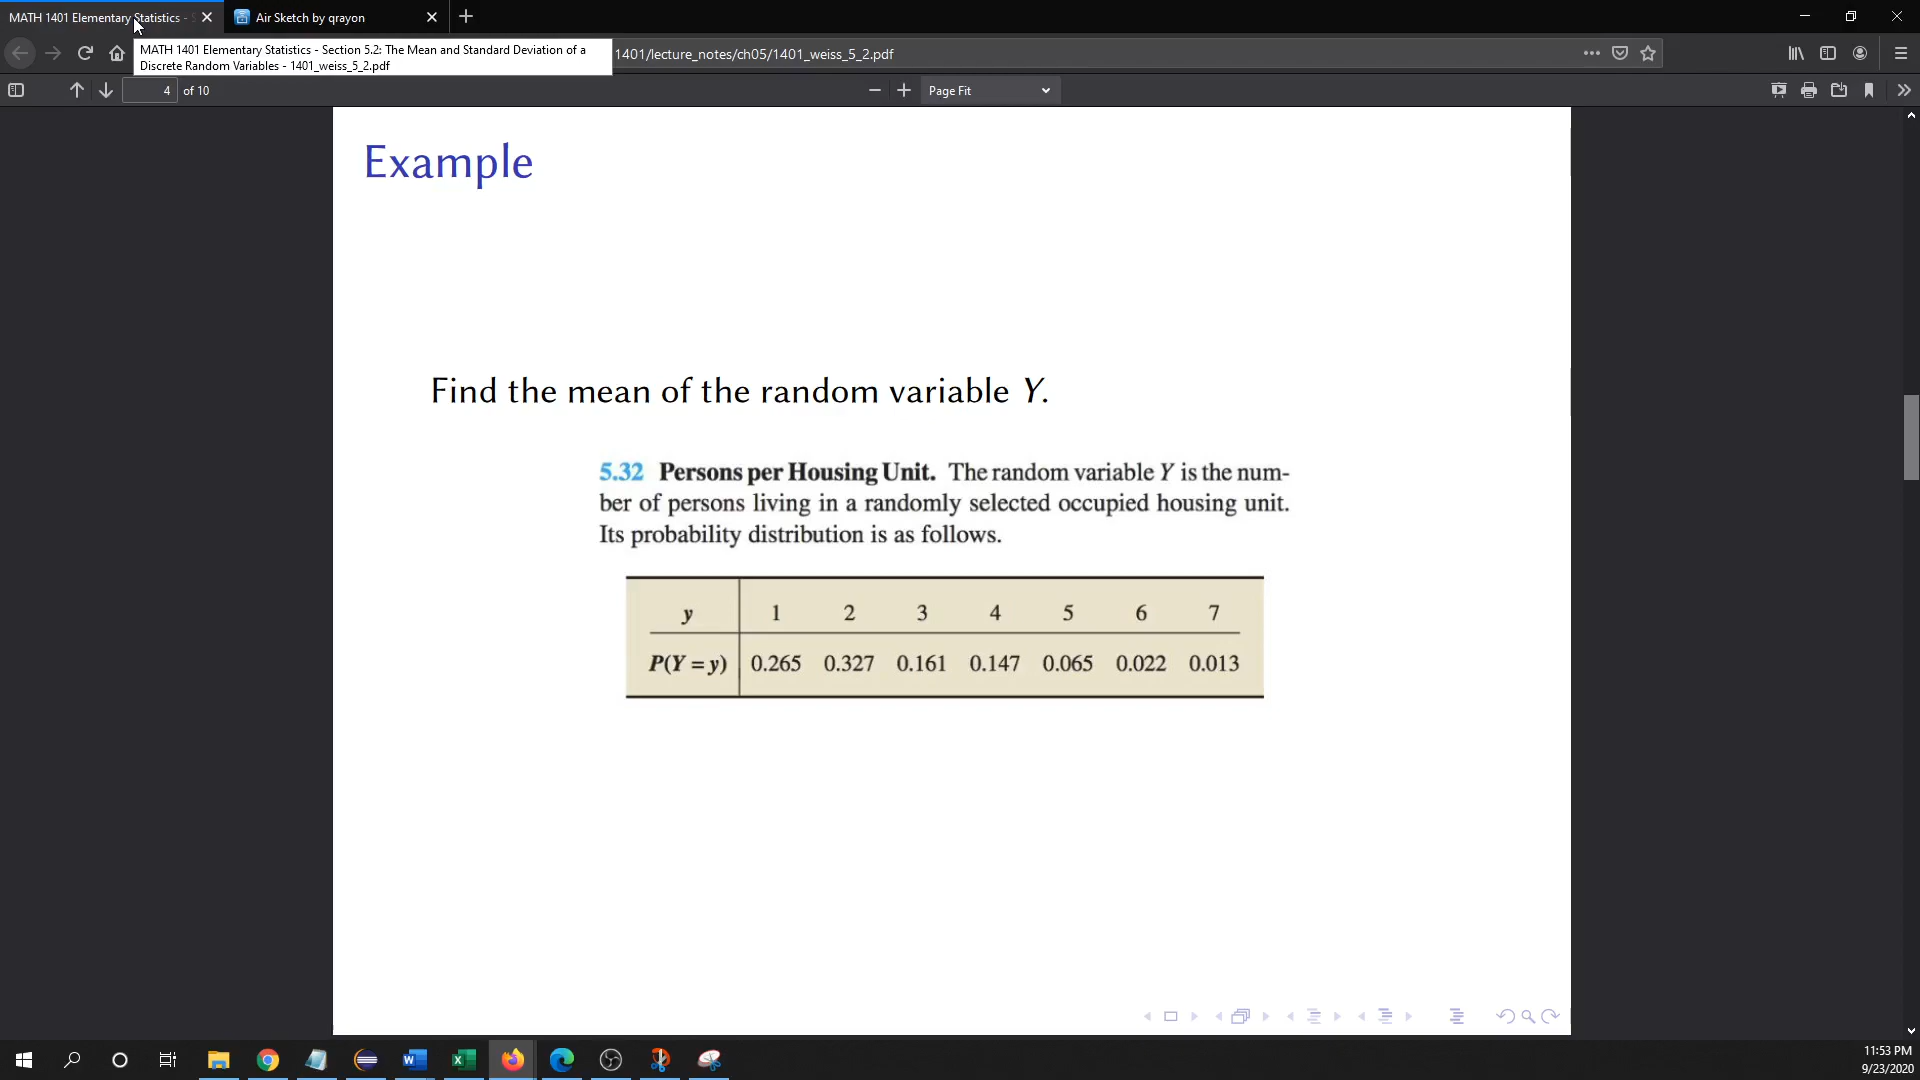 MATH 1401 Elementary Statistics -
Air Sketch by qrayon
MATH 1401 Elementary Statistics - Section 5.2: The Mean and Standard Deviation of a
Discrete Random Variables - 1401_weiss_5_2.pdf
1401/lecture_notes/ch05/1401_weiss_5_2.pdf
4 of 10
Page Fit
Example
Find the mean of the random variable Y.
5.32 Persons per Housing Unit. The random variable Y is the num-
ber of persons living in a randomly selected occupied housing unit.
Its probability distribution is as follows.
y 1 2 3 4 5 6 7
P(Y = y) 0.265 0.327 0.161 0.147 0.065 0.022 0.013
11:53 PM
9/23/2020